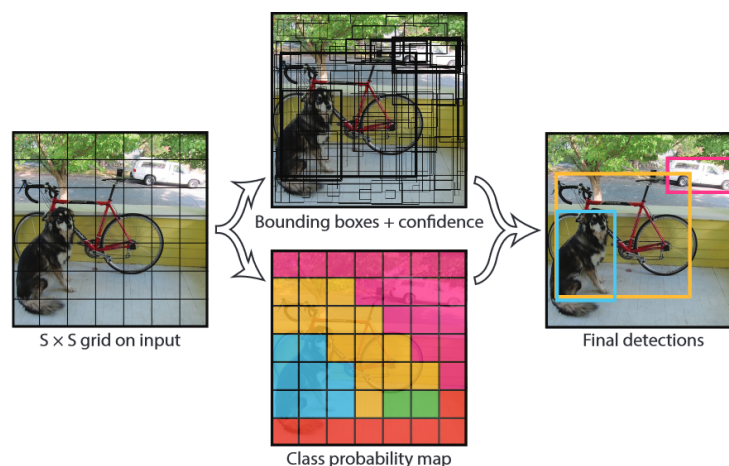 Bounding boxes + confidence
S × S grid on input
Final detections
Class probability map